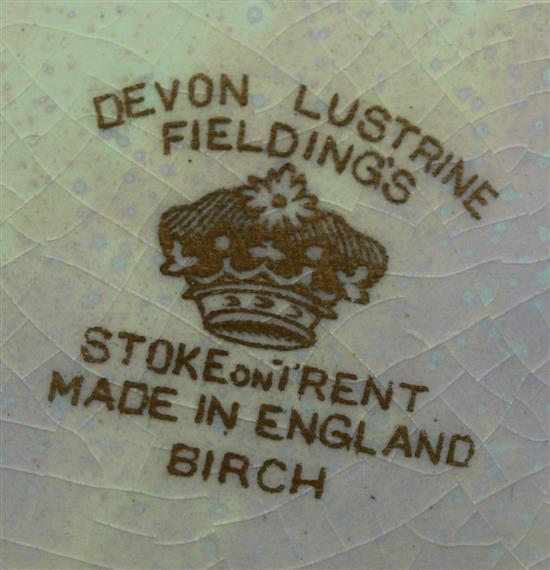 DEVON LUSTRINE
FIELDING'S
STOKE ON TRENT
MADE IN ENGLAND
BIRCH